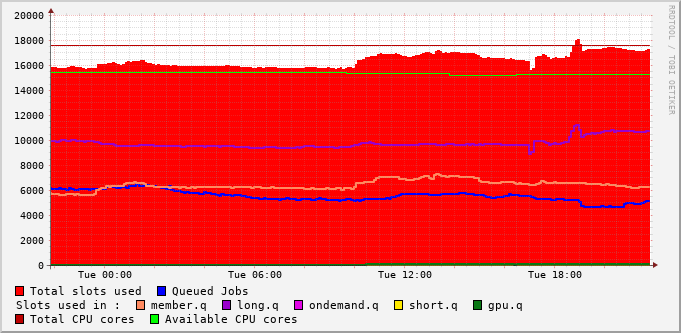 RRDTOOL / TOBI OETIKER
20000
18000
16000
14000
12000
10000
8000
6000
4000
2000
0
Tue 00:00 Tue 06:00 Tue 12:00 Tue 18:00
Total slots used Queued Jobs
Slots used in : member.q long.q ondemand.q short.q gpu.q
Total CPU cores Available CPU cores